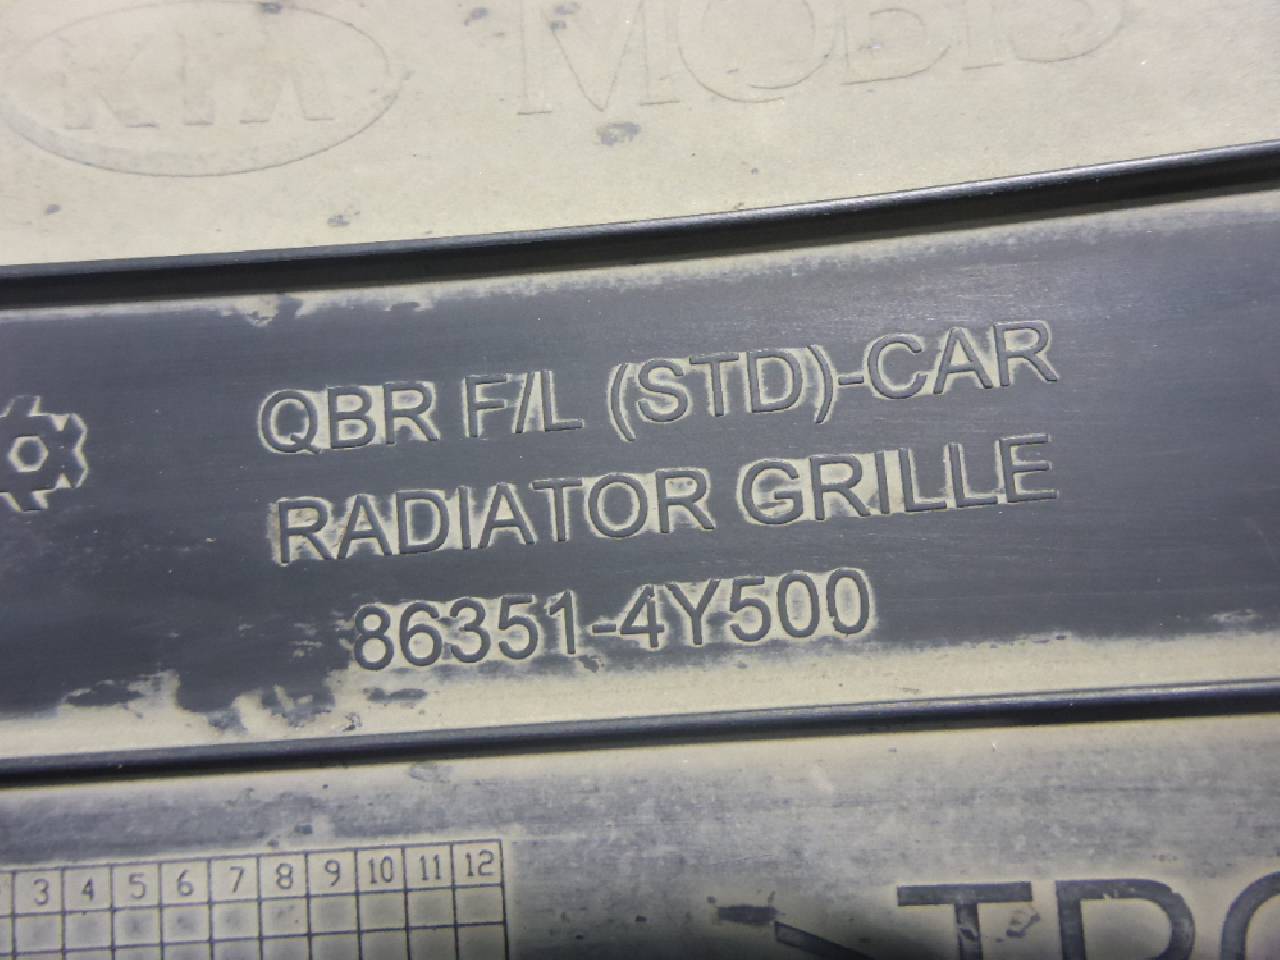 KIA MOBIS
QBR F/L (STD)-CAR
RADIATOR GRILLE
86351-4Y500
3 4 5 6 7 8 9 10 11 12